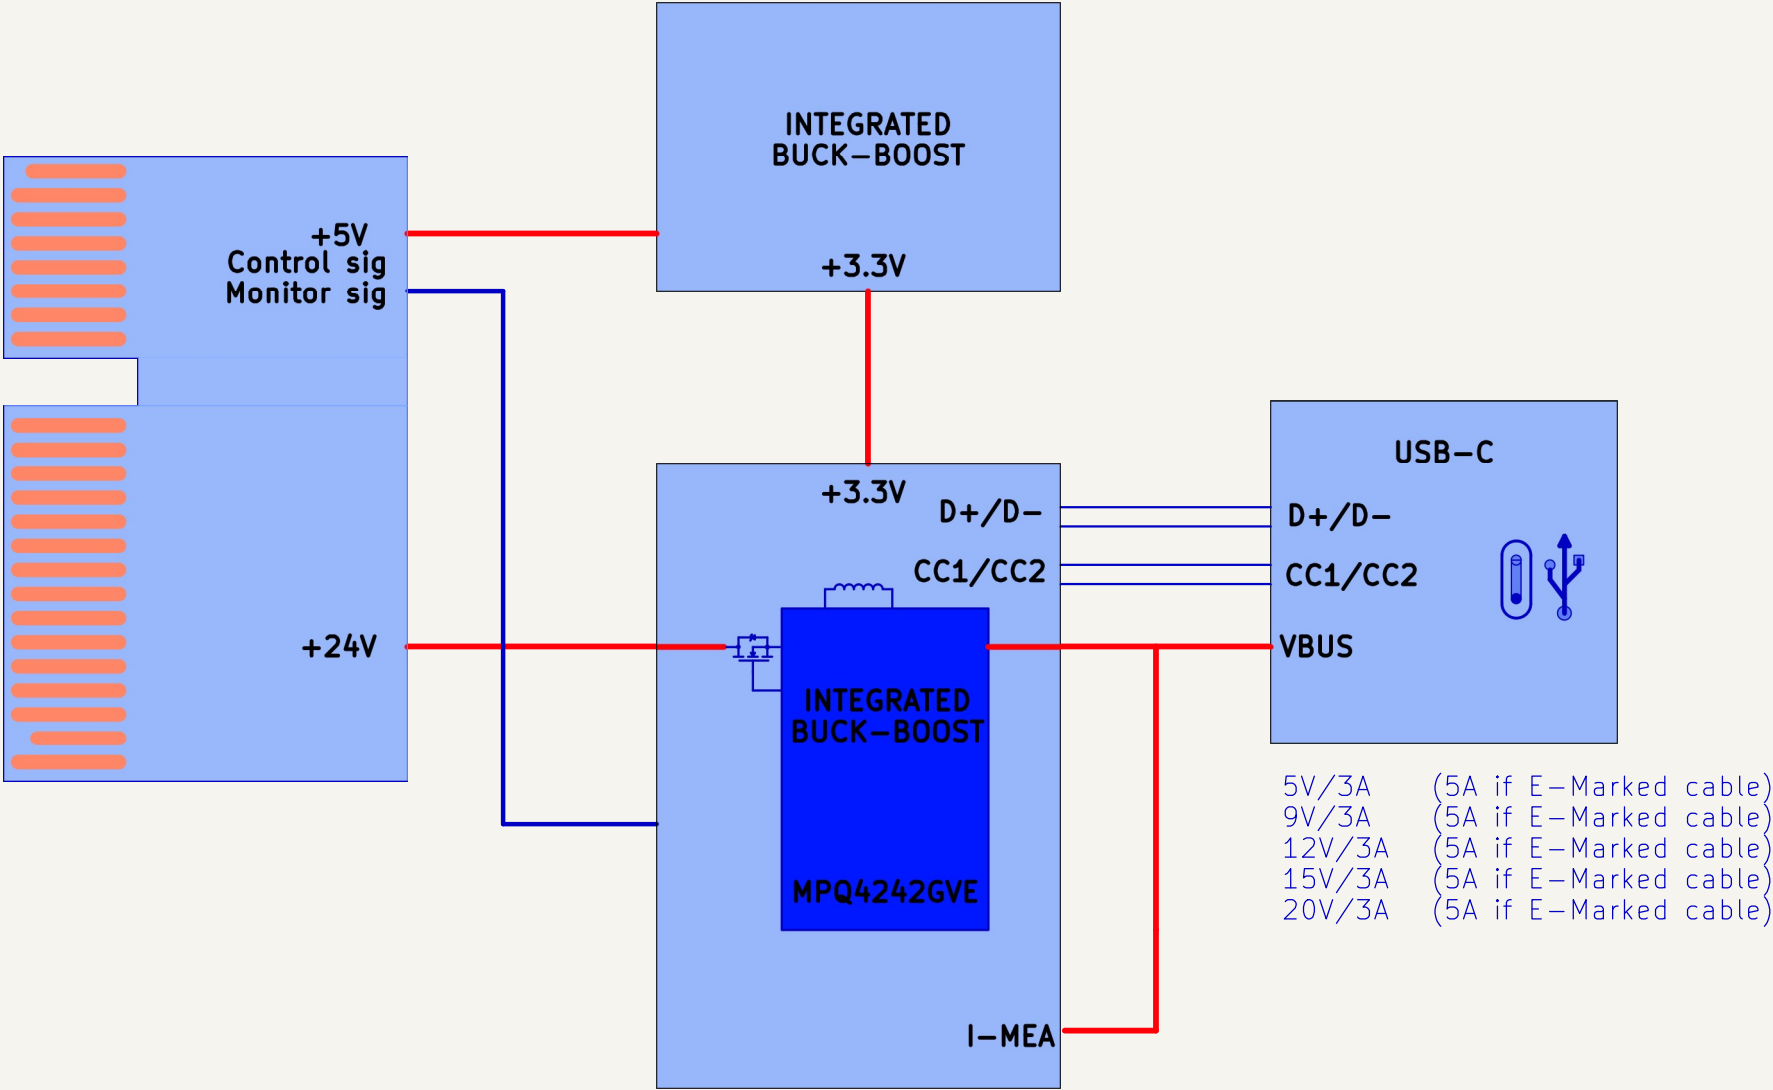 INTEGRATED
BUCK-BOOST
+3.3V
+5V
Control sig
Monitor sig
+24V
+3.3V
D+/D-
CC1/CC2
INTEGRATED
BUCK-BOOST
MPQ4242GVE
I-MEA
USB-C
D+/D-
CC1/CC2
VBUS
5V/3A (5A if E-Marked cable)
9V/3A (5A if E-Marked cable)
12V/3A (5A if E-Marked cable)
15V/3A (5A if E-Marked cable)
20V/3A (5A if E-Marked cable)